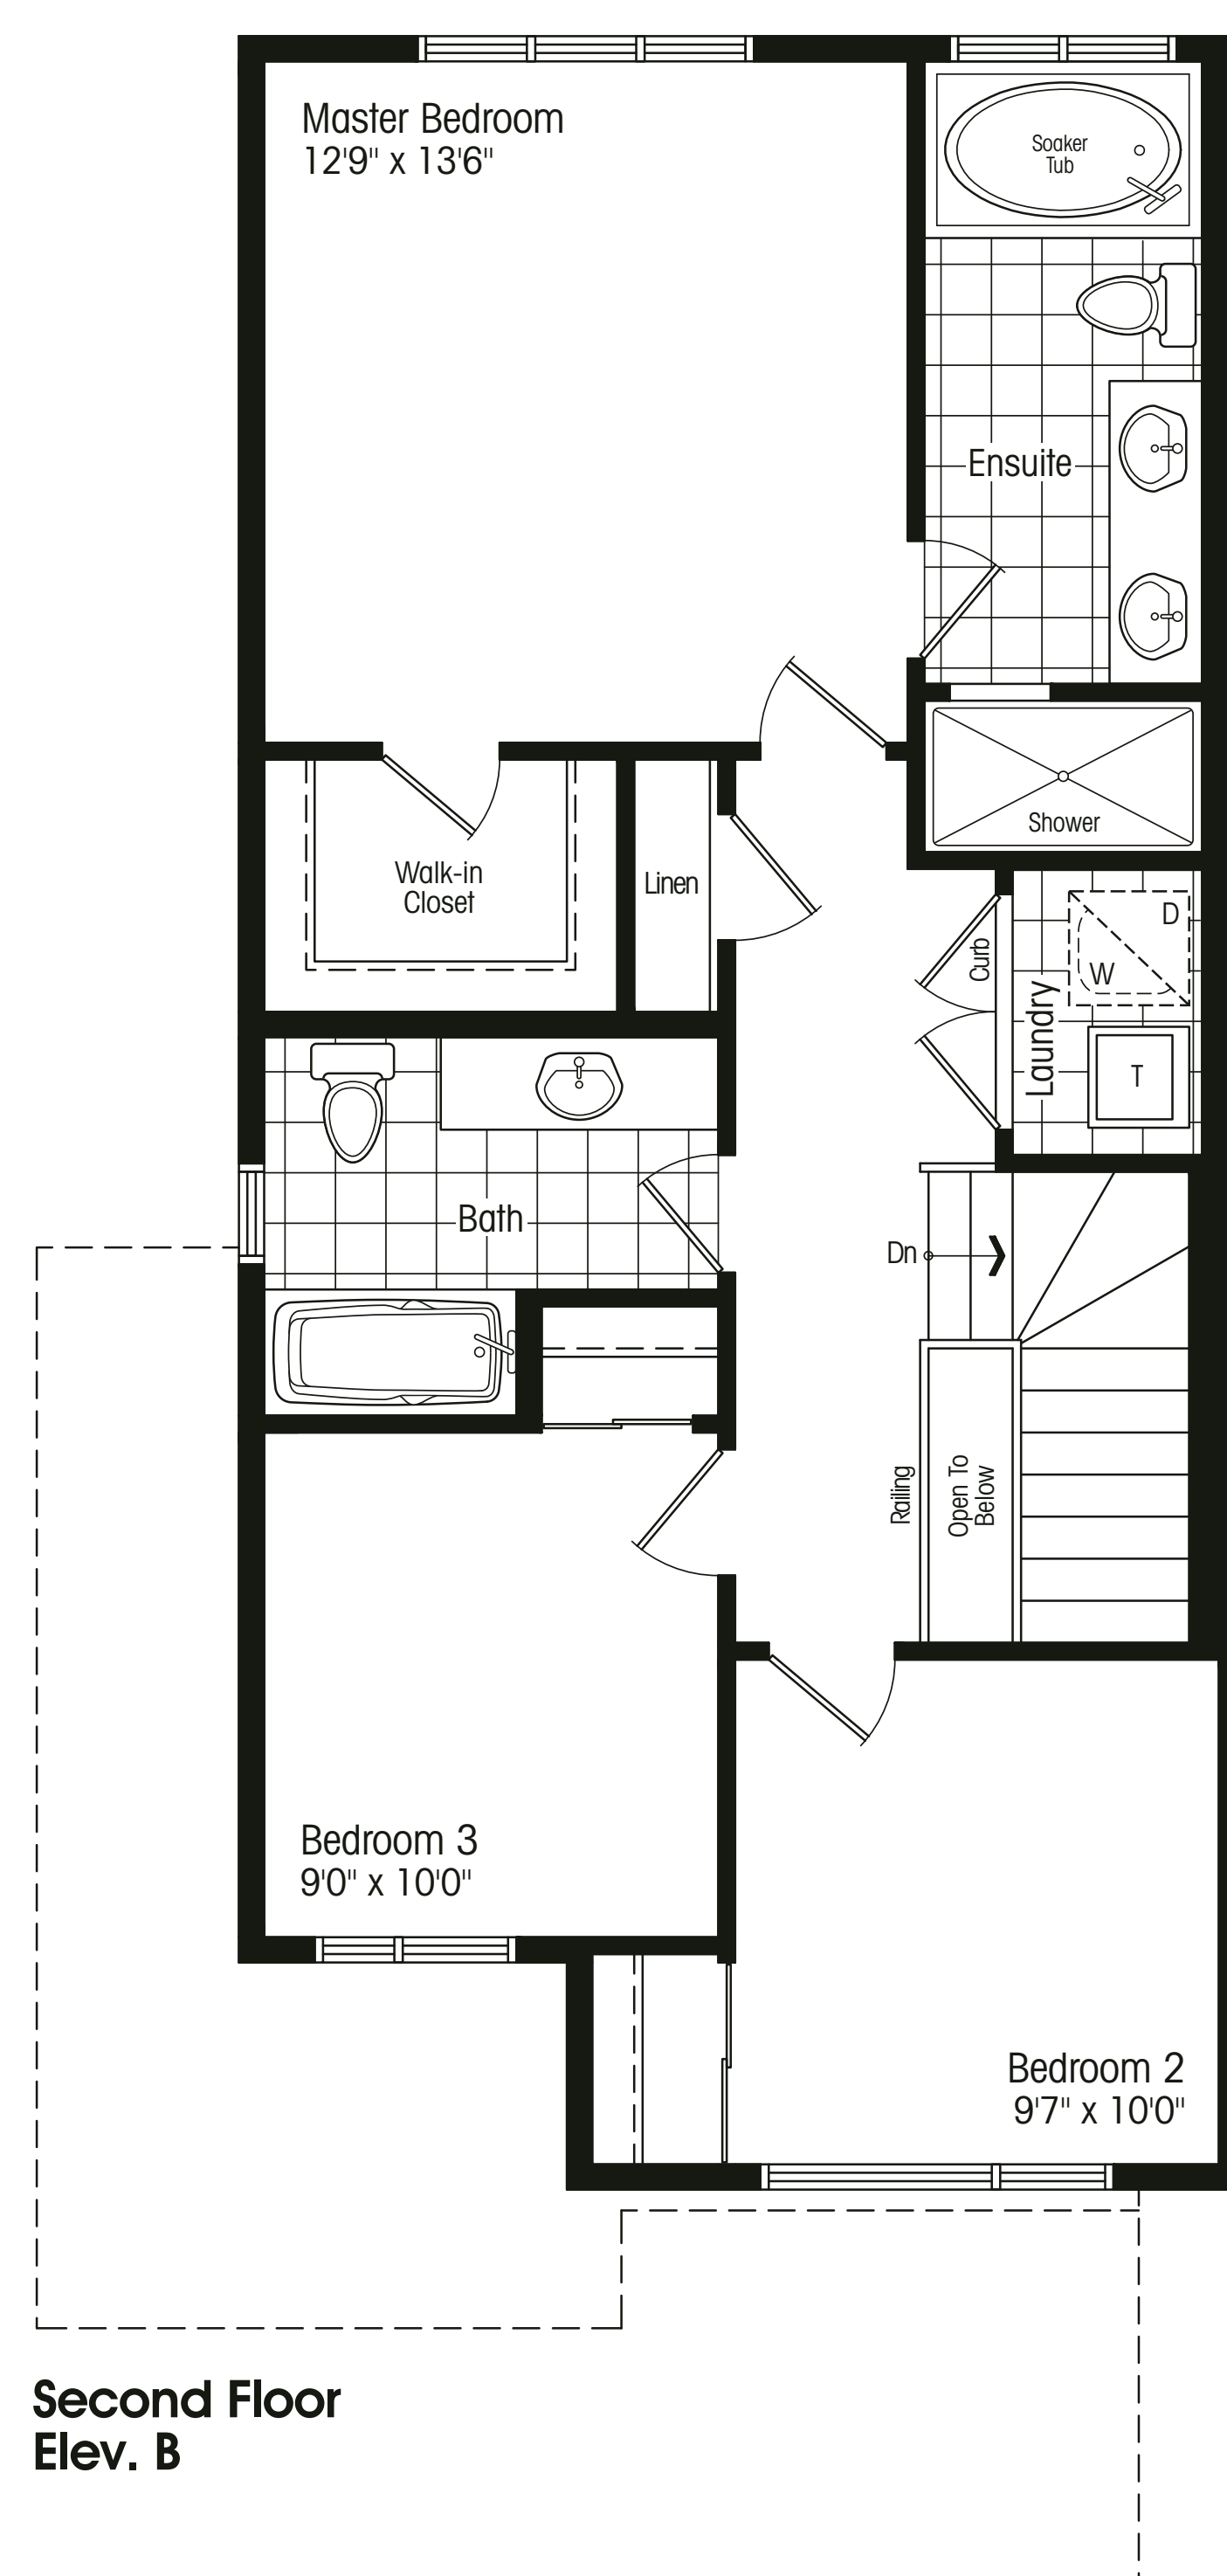 Master Bedroom
12'9" x 13'6"
Soaker
Tub
Ensuite
Shower
Walk-in
Closet
Linen
Curb
Laundry
D
W
T
Bath
Dn
Railing
Open To
Below
Bedroom 3
9'0" x 10'0"
Bedroom 2
9'7" x 10'0"
Second Floor
Elev. B